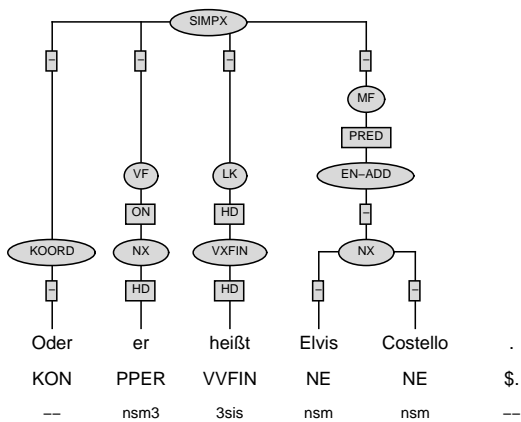 SIMPX
– – – –
MF
PRED
VF LK EN–ADD
ON HD –
KOORD NX VXFIN NX
– HD HD – –
Oder er heißt Elvis Costello .
KON PPER VVFIN NE NE $.
–– nsm3 3sis nsm nsm ––